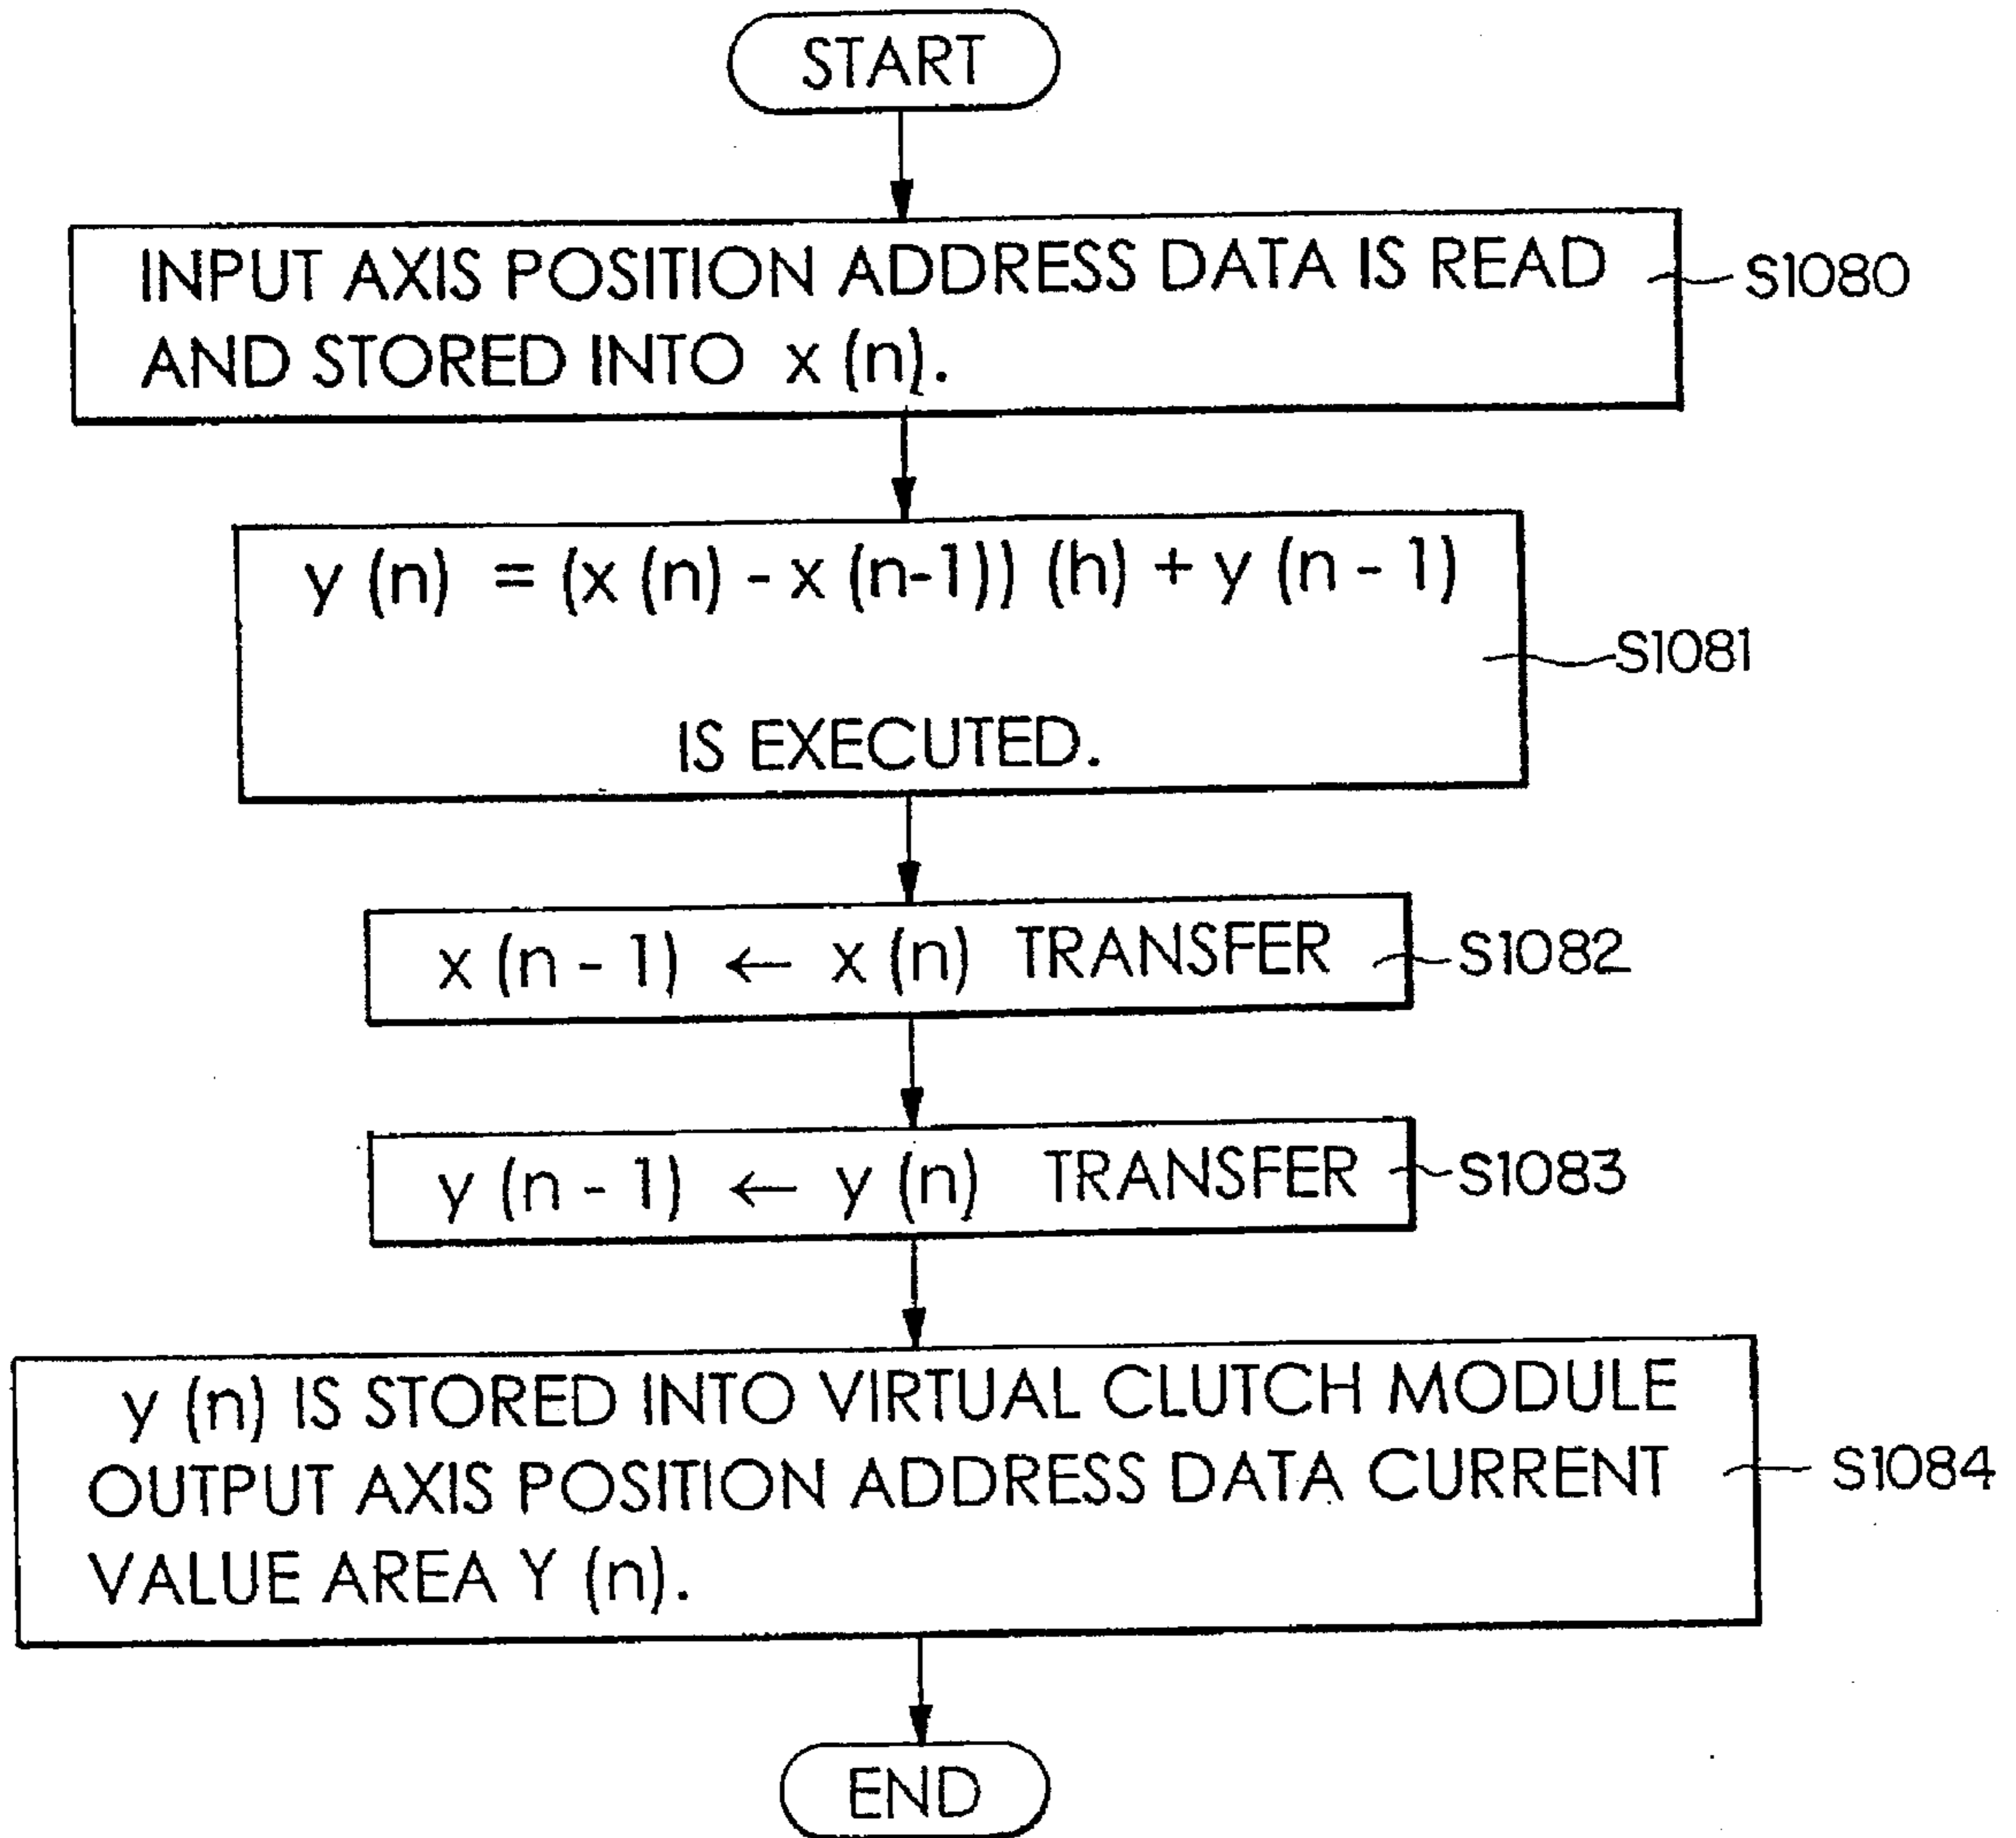 START
INPUT AXIS POSITION ADDRESS DATA IS READ
AND STORED INTO x (n).
S1080
y (n) = (x (n) - x (n-1)) (h) + y (n - 1)
S1081
IS EXECUTED.
x (n - 1) ← x (n) TRANSFER
S1082
y (n - 1) ← y (n) TRANSFER
S1083
y (n) IS STORED INTO VIRTUAL CLUTCH MODULE
OUTPUT AXIS POSITION ADDRESS DATA CURRENT
VALUE AREA Y (n).
S1084
END